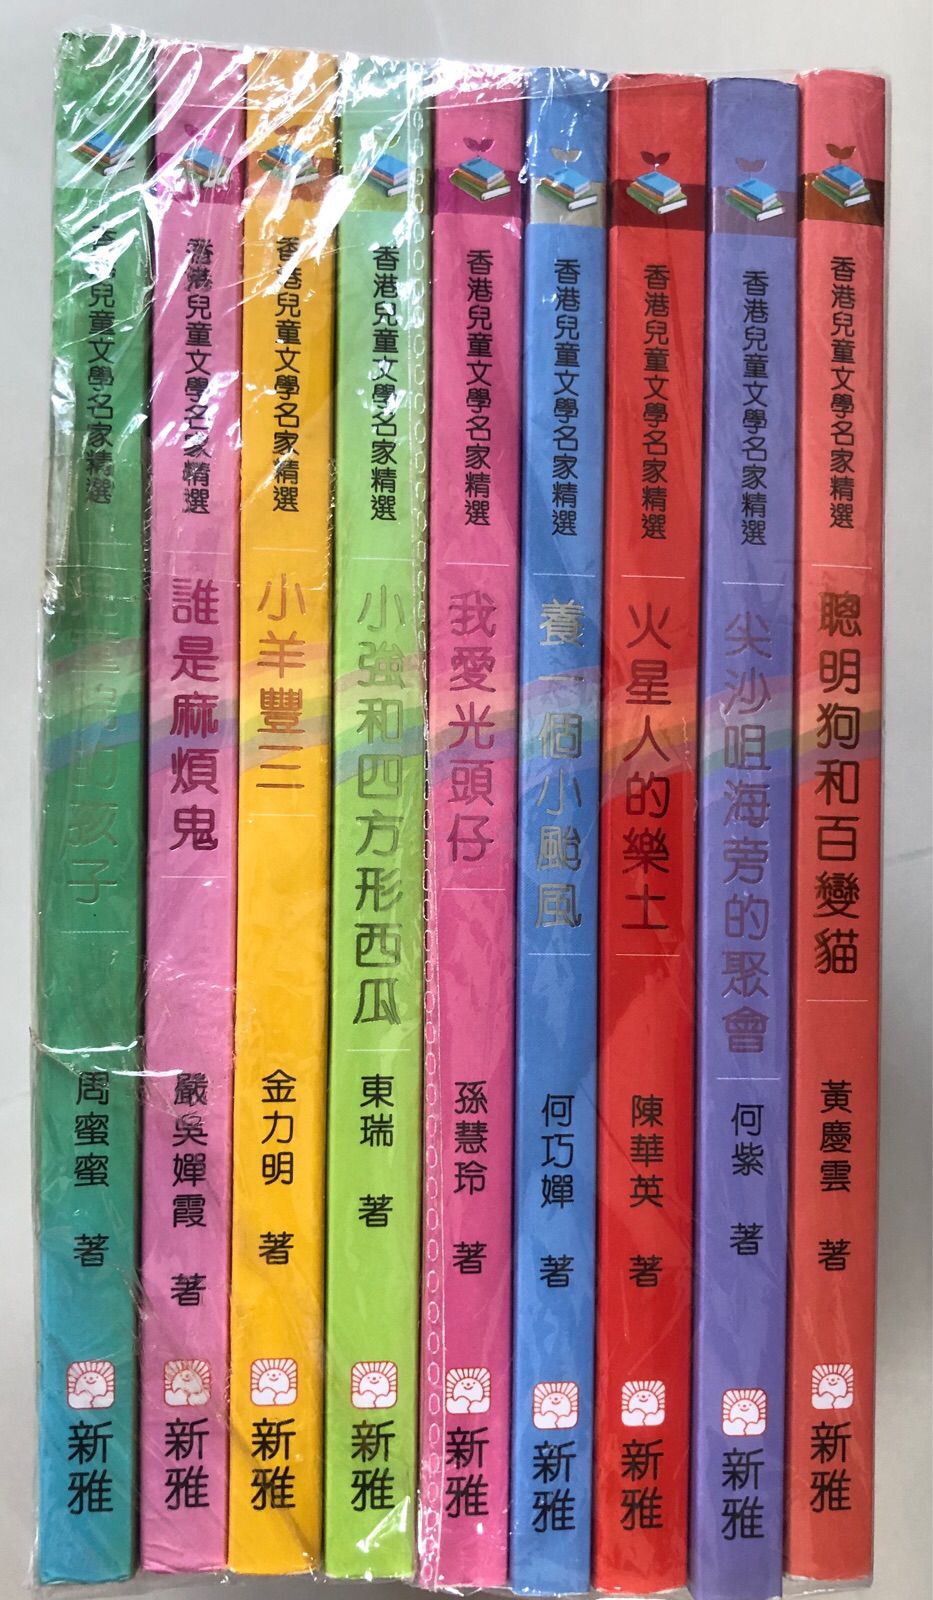 香港兒童文學名家精選
兒童院的孩子
周蜜蜜 著
新雅
香港兒童文學名家精選
誰是麻煩鬼
嚴吳嬋霞 著
新雅
香港兒童文學名家精選
小羊豐三
金力明 著
新雅
香港兒童文學名家精選
小強和四方形西瓜
東瑞 著
新雅
香港兒童文學名家精選
我愛光頭仔
孫慧玲 著
新雅
香港兒童文學名家精選
養一個小颱風
何巧嬋 著
新雅
香港兒童文學名家精選
火星人的樂土
陳華英 著
新雅
香港兒童文學名家精選
尖沙咀海旁的聚會
何紫 著
新雅
香港兒童文學名家精選
聰明狗和百變貓
黃慶雲 著
新雅